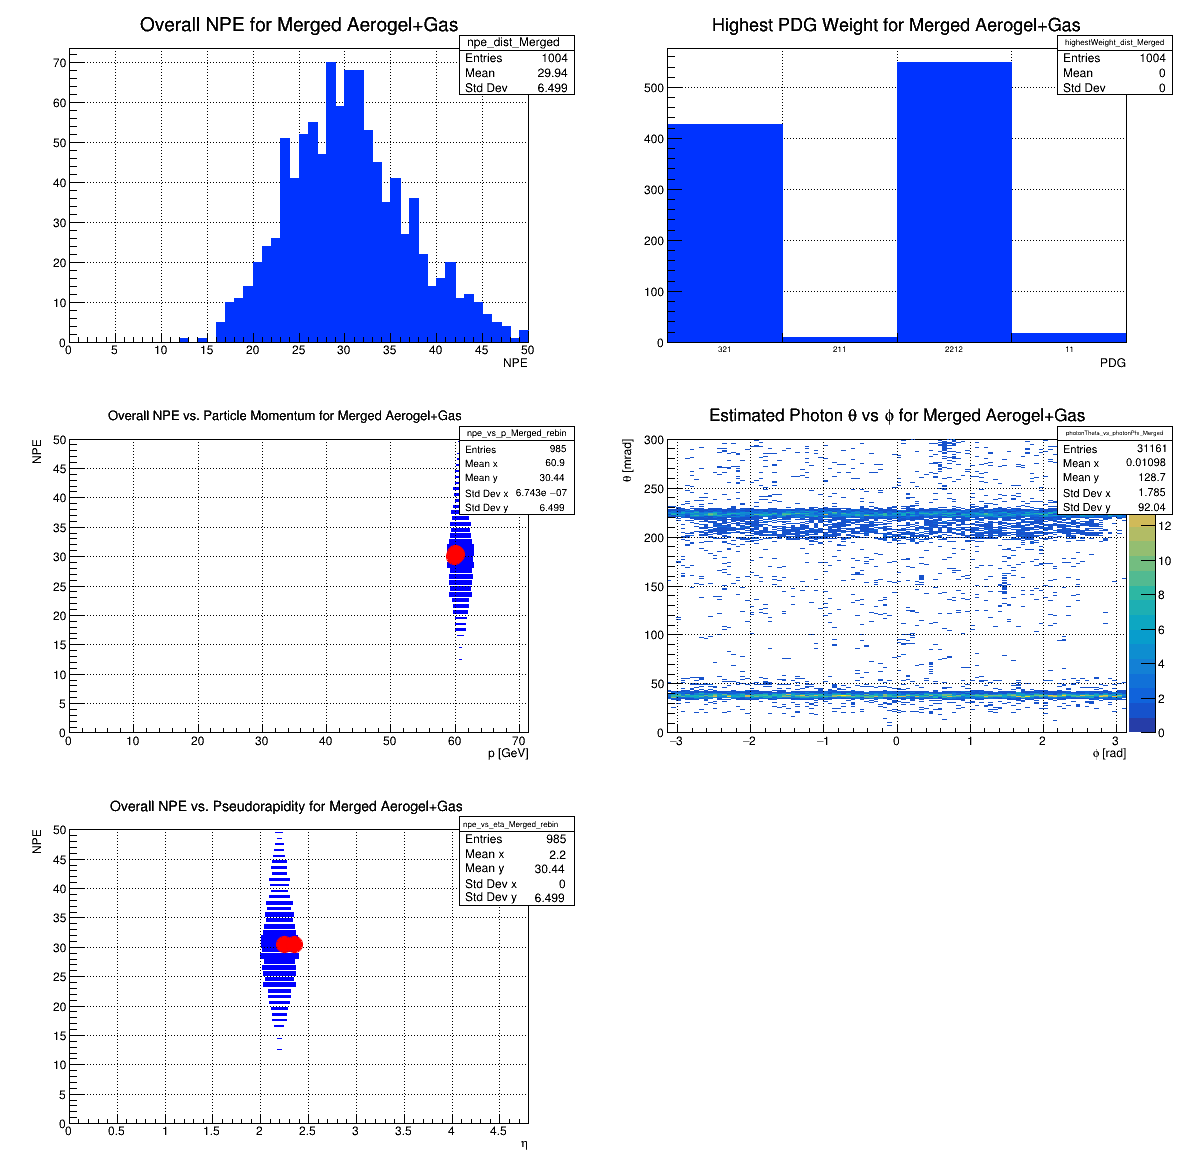 Overall NPE for Merged Aerogel+Gas
npe_dist_Merged
Entries 1004
Mean 29.94
Std Dev 6.499
70
60
50
40
30
20
10
0
0 5 10 15 20 25 30 35 40 45 50
NPE
Highest PDG Weight for Merged Aerogel+Gas
highestWeight_dist_Merged
Entries 1004
Mean 0
Std Dev 0
500
400
300
200
100
0
321 211 2212 11
PDG
Overall NPE vs. Particle Momentum for Merged Aerogel+Gas
npe_vs_p_Merged_rebin
Entries 985
Mean x 60.9
Mean y 30.44
Std Dev x 6.743e −07
Std Dev y 6.499
NPE
50
45
40
35
30
25
20
15
10
5
0
0 10 20 30 40 50 60 70
p [GeV]
Estimated Photon θ vs ϕ for Merged Aerogel+Gas
photonTheta_vs_photonPhi_Merged
Entries 31161
Mean x 0.01098
Mean y 128.7
Std Dev x 1.785
Std Dev y 92.04
θ [mrad]
300
250
200
150
100
50
0
−3 −2 −1 0 1 2 3
ϕ [rad]
12
10
8
6
4
2
0
Overall NPE vs. Pseudorapidity for Merged Aerogel+Gas
npe_vs_eta_Merged_rebin
Entries 985
Mean x 2.2
Mean y 30.44
Std Dev x 0
Std Dev y 6.499
NPE
50
45
40
35
30
25
20
15
10
5
0
0 0.5 1 1.5 2 2.5 3 3.5 4 4.5
η